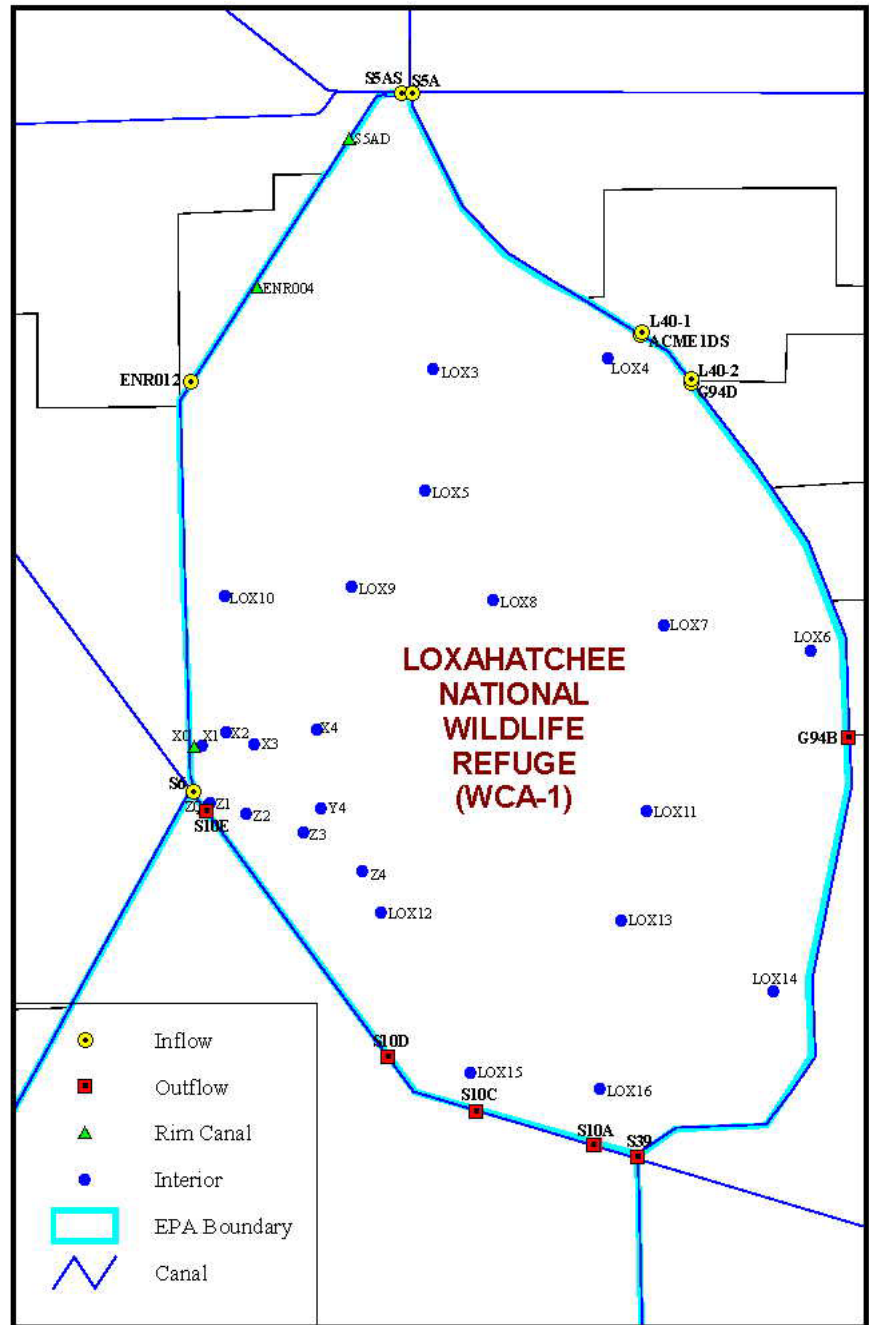 S5AS
S5A
S5AD
ENR004
L40-1
ACME1DS
ENR012
LOX3
LOX4
L40-2
G94D
LOX5
LOX10
LOX9
LOX8
LOX7
LOX6
LOXAHATCHEE
NATIONAL
WILDLIFE
REFUGE
(WCA-1)
X0
X1
X2
X3
X4
G94B
S6
Z0
Z1
S10E
Z2
Y4
Z3
LOX11
Z4
LOX12
LOX13
LOX14
S10D
LOX15
LOX16
S10C
S10A
S39
Inflow
Outflow
Rim Canal
Interior
EPA Boundary
Canal